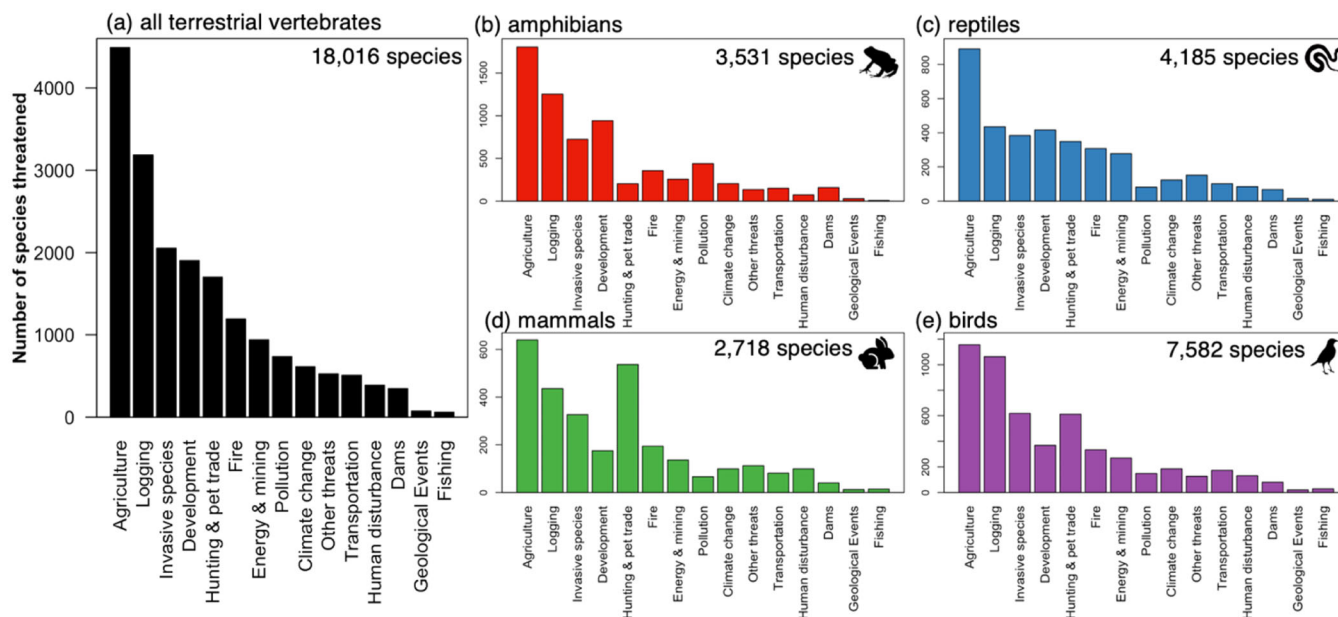 (a) all terrestrial vertebrates
18,016 species
Number of species threatened
4000
3000
2000
1000
0
Agriculture
Logging
Invasive species
Development
Hunting & pet trade
Fire
Energy & mining
Pollution
Climate change
Other threats
Transportation
Human disturbance
Dams
Geological Events
Fishing
(b) amphibians
3,531 species
1500
1000
500
0
Agriculture
Logging
Invasive species
Development
Hunting & pet trade
Fire
Energy & mining
Pollution
Climate change
Other threats
Transportation
Human disturbance
Dams
Geological Events
Fishing
(c) reptiles
4,185 species
800
600
400
200
0
Agriculture
Logging
Invasive species
Development
Hunting & pet trade
Fire
Energy & mining
Pollution
Climate change
Other threats
Transportation
Human disturbance
Dams
Geological Events
Fishing
(d) mammals
2,718 species
600
400
200
0
Agriculture
Logging
Invasive species
Development
Hunting & pet trade
Fire
Energy & mining
Pollution
Climate change
Other threats
Transportation
Human disturbance
Dams
Geological Events
Fishing
(e) birds
7,582 species
1000
600
200
0
Agriculture
Logging
Invasive species
Development
Hunting & pet trade
Fire
Energy & mining
Pollution
Climate change
Other threats
Transportation
Human disturbance
Dams
Geological Events
Fishing